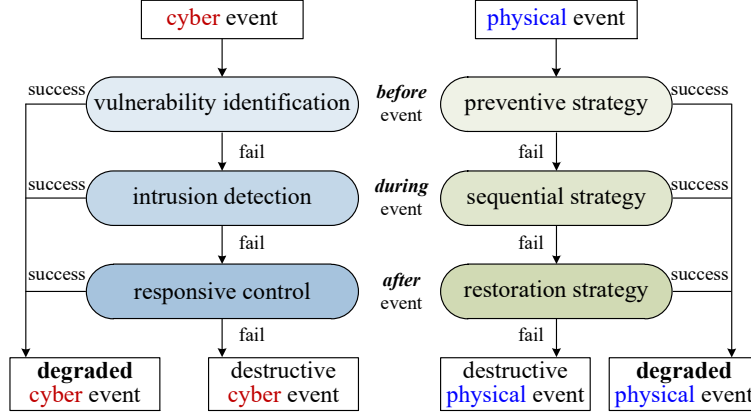 cyber event
physical event
success
vulnerability identification
before
event
preventive strategy
success
fail
fail
success
intrusion detection
during
event
sequential strategy
success
fail
fail
success
responsive control
after
event
restoration strategy
success
fail
fail
degraded
cyber event
destructive
cyber event
destructive
physical event
degraded
physical event